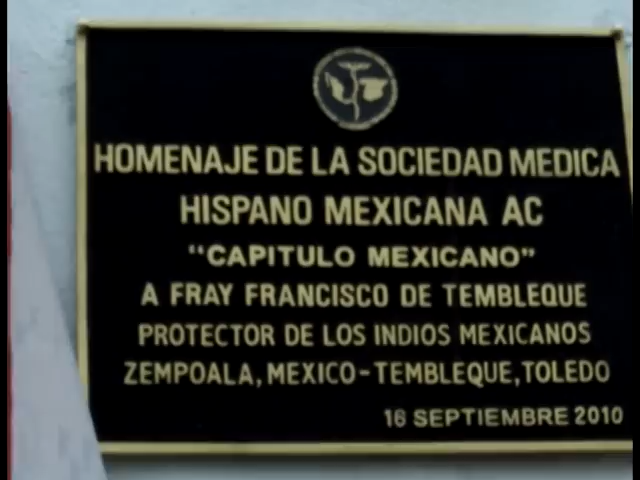 HOMENAJE DE LA SOCIEDAD MEDICA
HISPANO MEXICANA AC
"CAPITULO MEXICANO"
A FRAY FRANCISCO DE TEMBLEQUE
PROTECTOR DE LOS INDIOS MEXICANOS
ZEMPOALA, MEXICO-TEMBLEQUE, TOLEDO
16 SEPTIEMBRE 2010